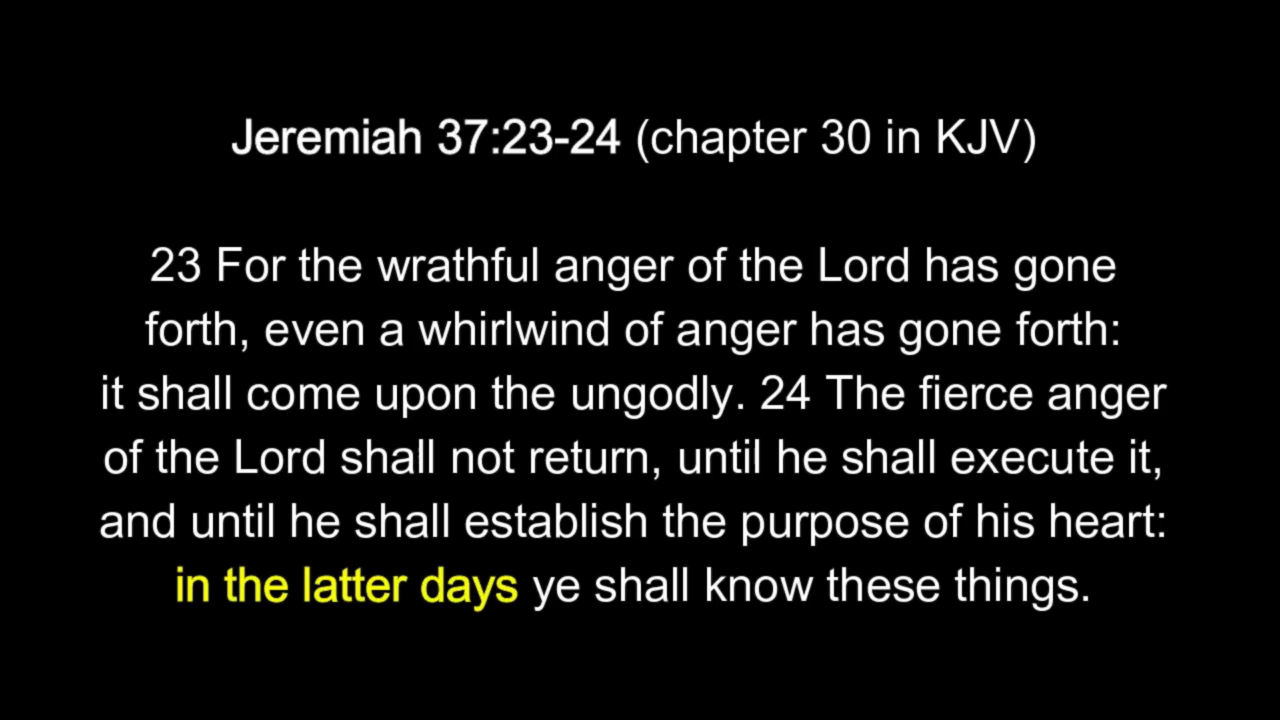 Jeremiah 37:23-24 (chapter 30 in KJV)
23 For the wrathful anger of the Lord has gone
forth, even a whirlwind of anger has gone forth:
it shall come upon the ungodly. 24 The fierce anger
of the Lord shall not return, until he shall execute it,
and until he shall establish the purpose of his heart:
in the latter days ye shall know these things.